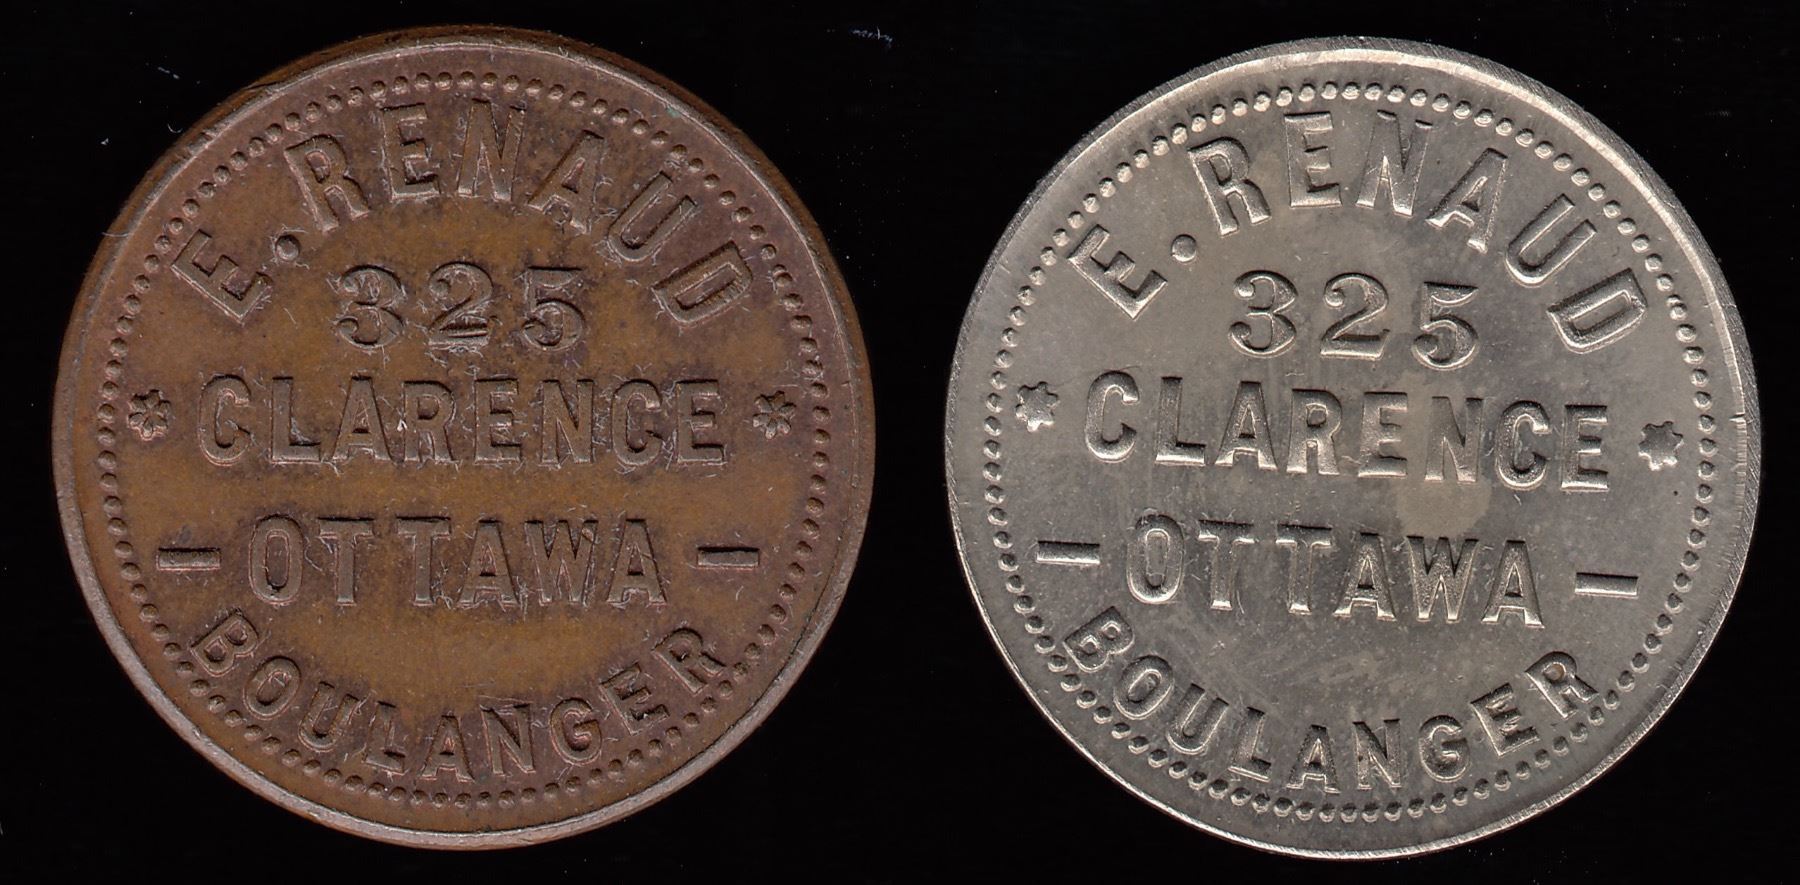 E. RENAUD
325
CLARENCE
- OTTAWA -
BOULANGER
E. RENAUD
325
CLARENCE
- OTTAWA -
BOULANGER